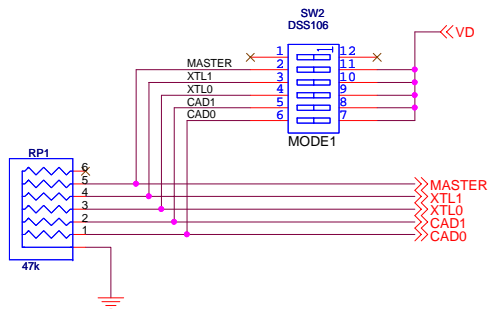 SW2
DSS106
VD
1 12
MASTER 2 11
XTL1 3 10
XTL0 4 9
CAD1 5 8
CAD0 6 7
1
MODE1
RP1
6
5 MASTER
4 XTL1
3 XTL0
2 CAD1
1 CAD0
47k